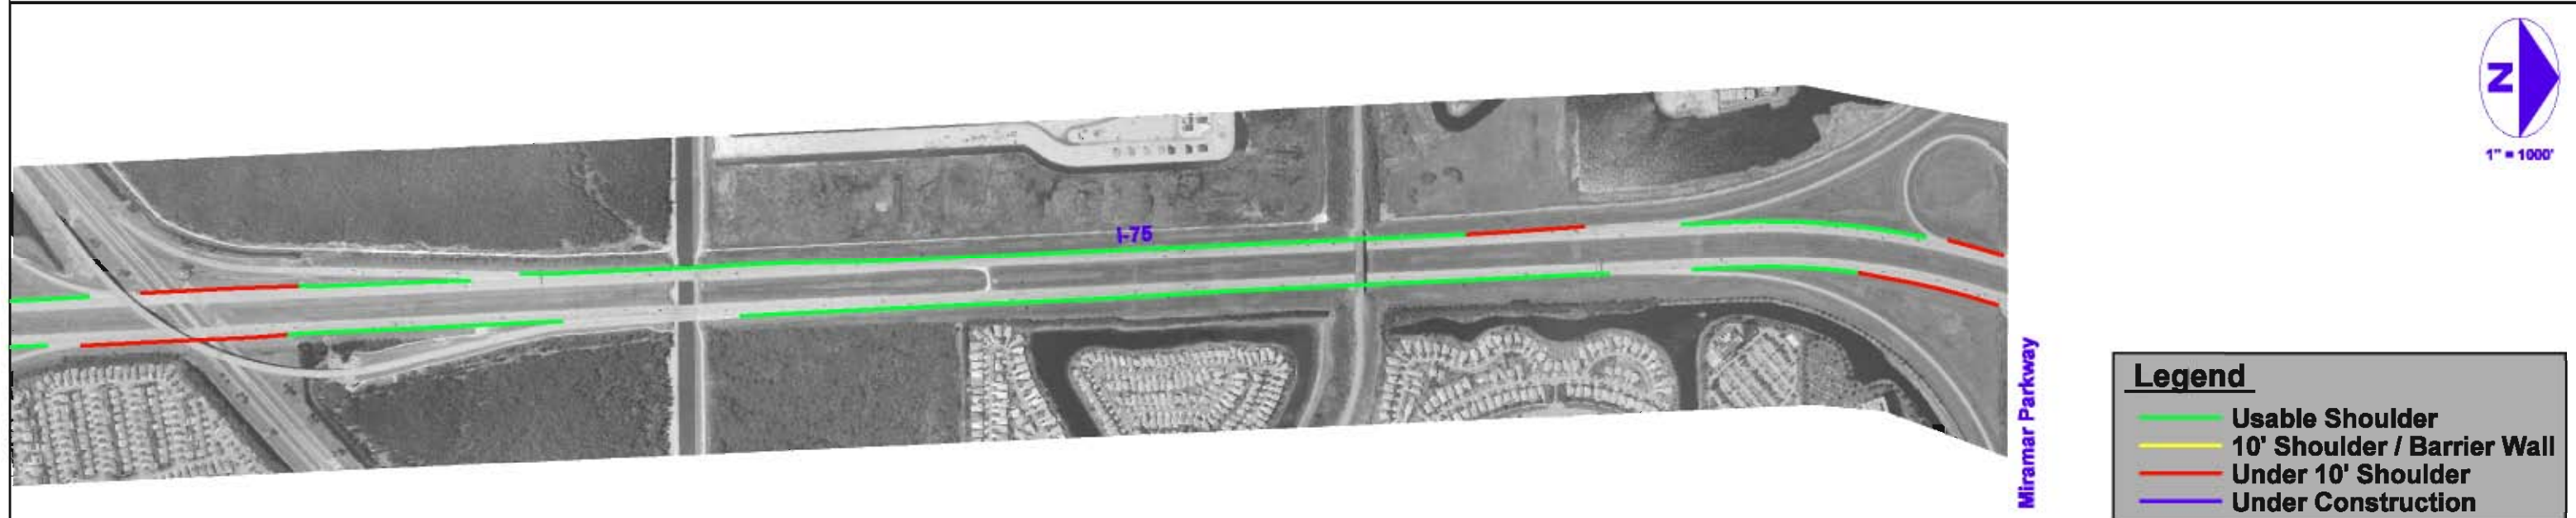 N
1" = 1000'
I-75
Miramar Parkway
Legend
Usable Shoulder
10' Shoulder / Barrier Wall
Under 10' Shoulder
Under Construction